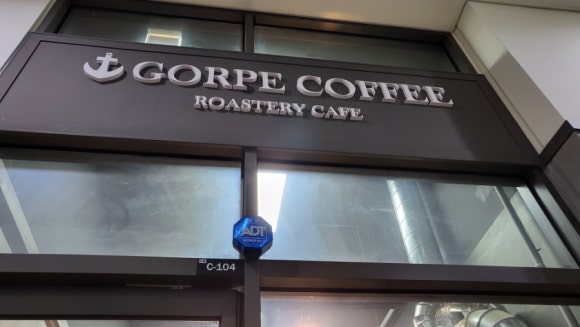 GORPE COFFEE
ROASTERY CAFE
ADT
C-104